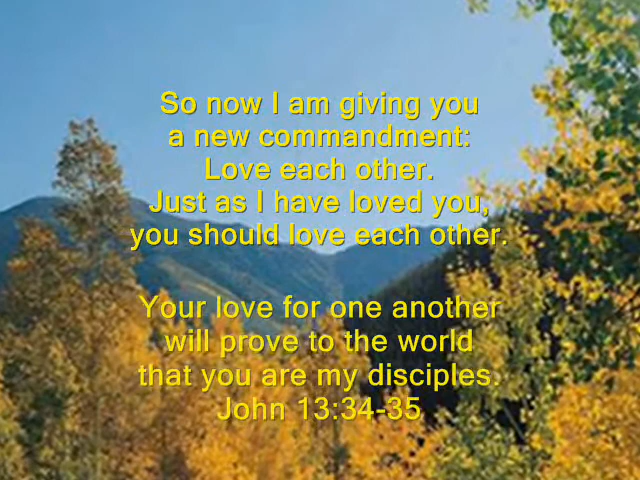 So now I am giving you
a new commandment:
Love each other.
Just as I have loved you,
you should love each other.
Your love for one another
will prove to the world
that you are my disciples.
John 13:34-35